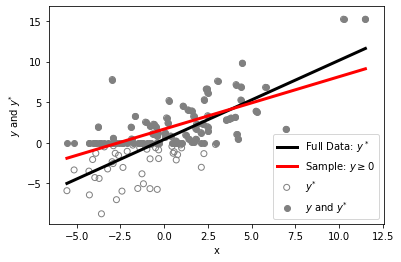 15
10
5
0
−5
y and y*
−5.0
−2.5
0.0
2.5
5.0
7.5
10.0
12.5
x
Full Data: y*
Sample: y ≥ 0
y*
y and y*